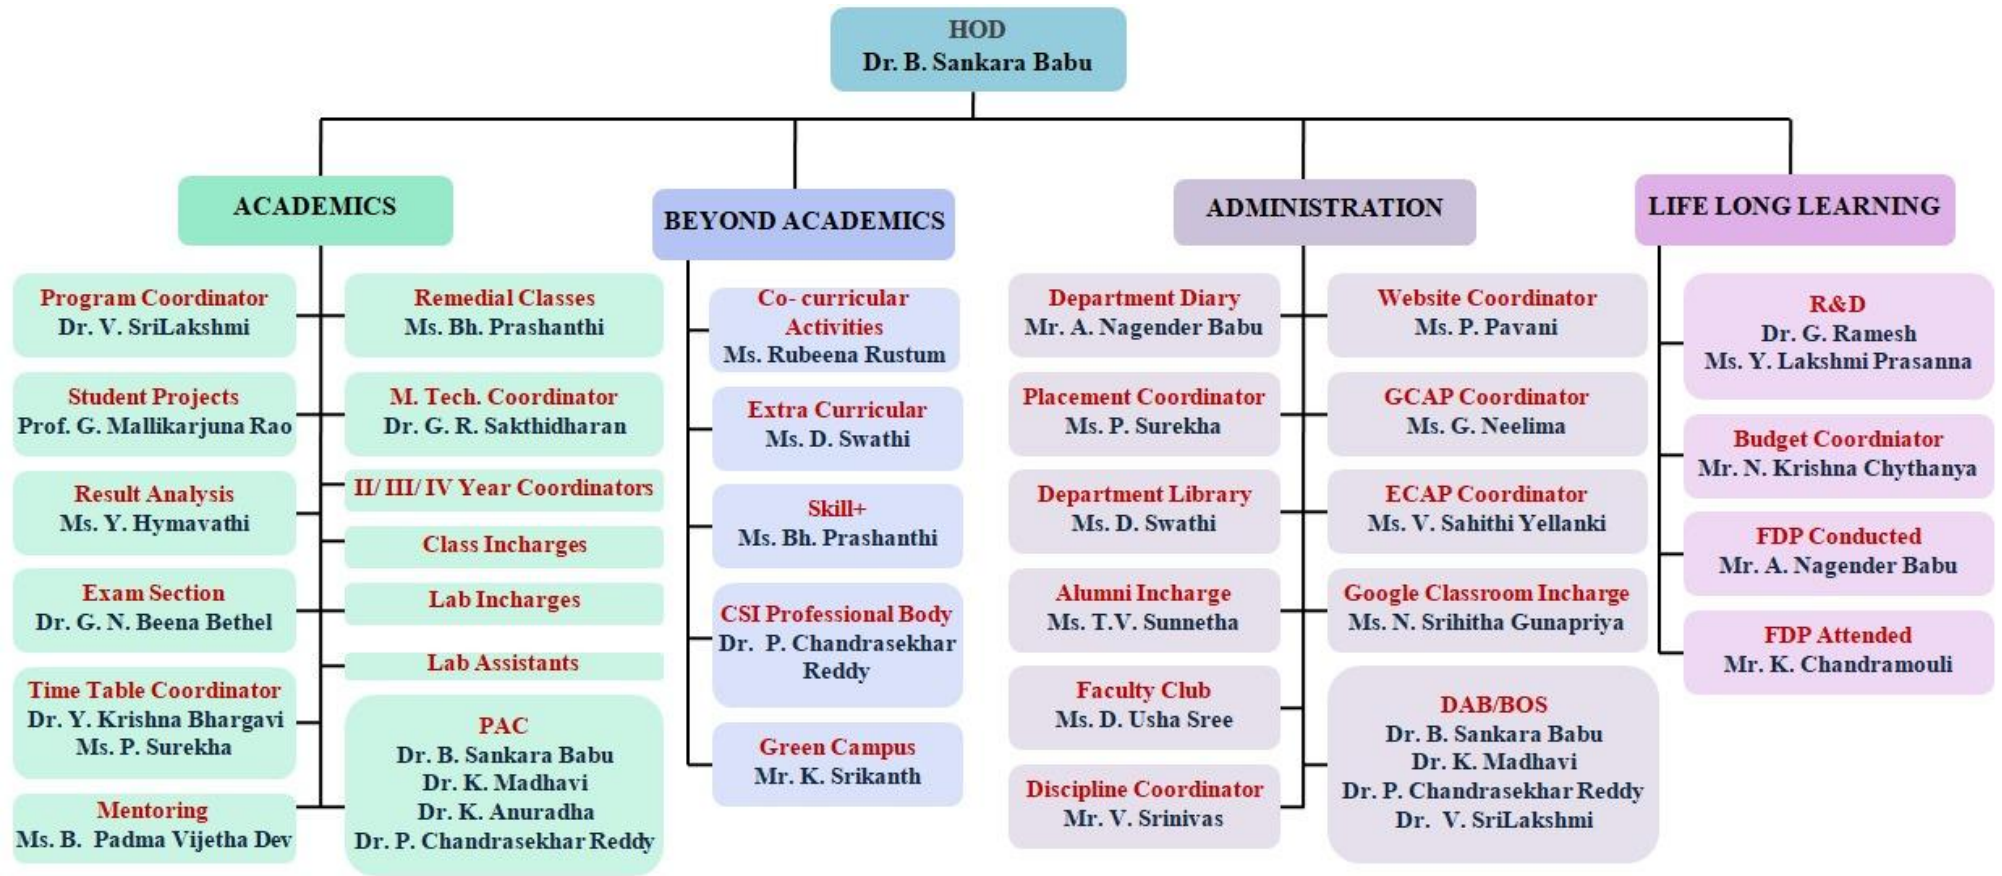 HOD
Dr. B. Sankara Babu
ACADEMICS
Program Coordinator
Dr. V. SriLakshmi
Student Projects
Prof. G. Mallikarjuna Rao
Result Analysis
Ms. Y. Hymavathi
Exam Section
Dr. G. N. Beena Bethel
Time Table Coordinator
Dr. Y. Krishna Bhargavi
Ms. P. Surekha
Mentoring
Ms. B.  Padma Vijetha Dev
Remedial Classes
Ms. Bh. Prashanthi
M. Tech. Coordinator
Dr. G. R. Sakthidharan
II/ III/ IV Year Coordinators
Class Incharges
Lab Incharges
Lab Assistants
PAC
Dr. B. Sankara Babu
Dr. K. Madhavi
Dr. K. Anuradha
Dr. P. Chandrasekhar Reddy
BEYOND ACADEMICS
Co- curricular
Activities
Ms. Rubeena Rustum
Extra Curricular
Ms. D. Swathi
Skill+
Ms. Bh. Prashanthi
CSI Professional Body
Dr.  P. Chandrasekhar
Reddy
Green Campus
Mr. K. Srikanth
ADMINISTRATION
Department Diary
Mr. A. Nagender Babu
Placement Coordinator
Ms. P. Surekha
Department Library
Ms. D. Swathi
Alumni Incharge
Ms. T.V. Sunnetha
Faculty Club
Ms. D. Usha Sree
Discipline Coordinator
Mr. V. Srinivas
Website Coordinator
Ms. P. Pavani
GCAP Coordinator
Ms. G. Neelima
ECAP Coordinator
Ms. V. Sahithi Yellanki
Google Classroom Incharge
Ms. N. Srihitha Gunapriya
DAB/BOS
Dr. B. Sankara Babu
Dr. K. Madhavi
Dr. P. Chandrasekhar Reddy
Dr.  V. SriLakshmi
LIFE LONG LEARNING
R&D
Dr. G. Ramesh
Ms. Y. Lakshmi Prasanna
Budget Coordniator
Mr. N. Krishna Chythanya
FDP Conducted
Mr. A. Nagender Babu
FDP Attended
Mr. K. Chandramouli